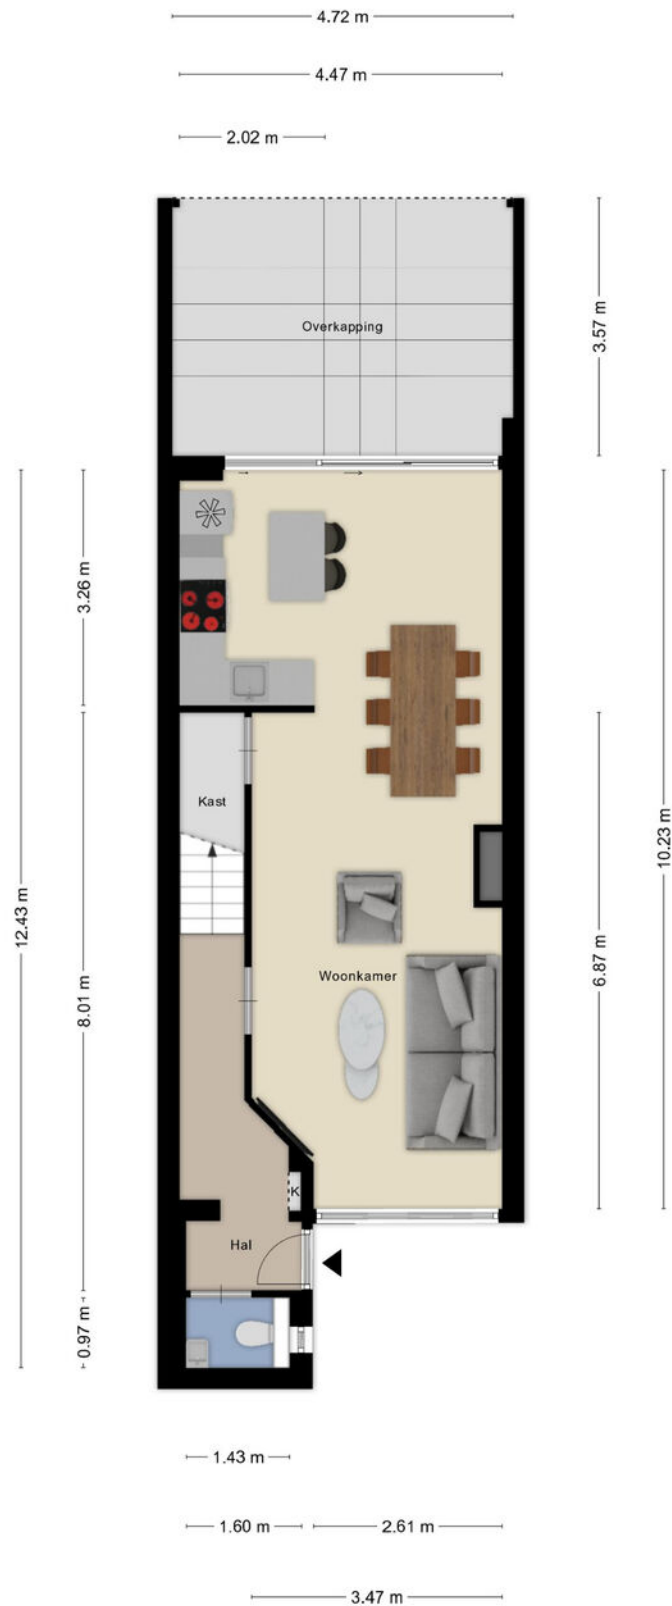 4.72 m
4.47 m
2.02 m
Overkapping
3.57 m
3.26 m
Kast
10.23 m
12.43 m
6.87 m
Woonkamer
8.01 m
K
Hal
0.97 m
1.43 m
1.60 m
2.61 m
3.47 m